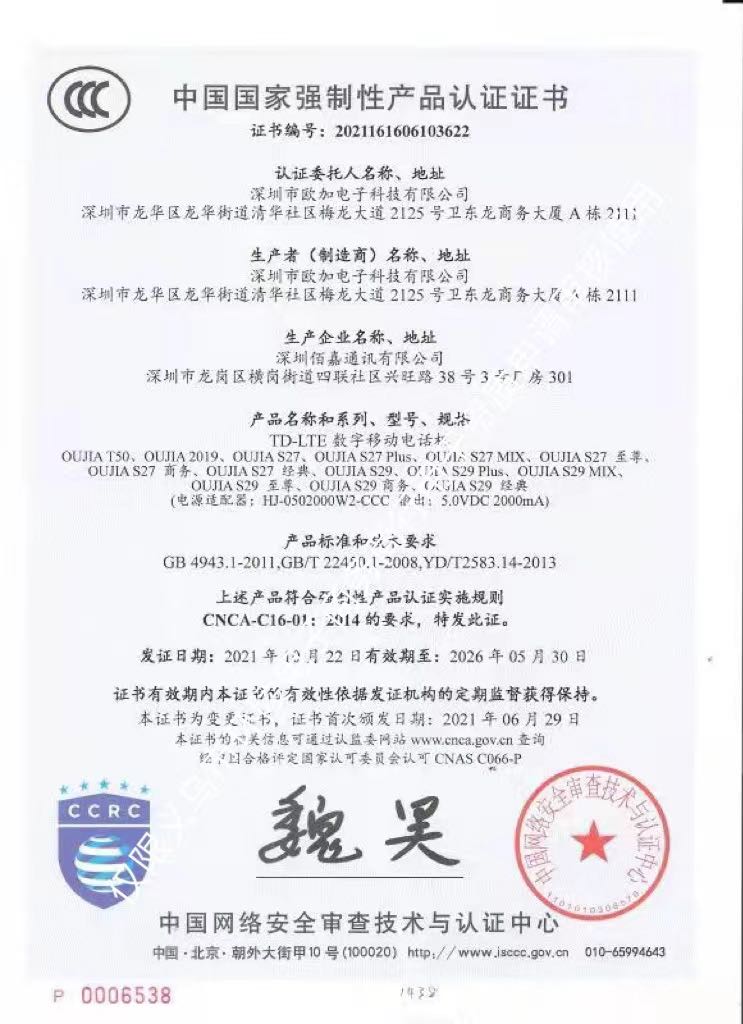 中国国家强制性产品认证证书
证书编号：2021161606103622
认证委托人名称、地址
深圳市欧加电子科技有限公司
深圳市龙华区龙华街道清华社区梅龙大道 2125 号卫东龙商务大厦 A 栋 2111
生产者（制造商）名称、地址
深圳市欧加电子科技有限公司
深圳市龙华区龙华街道清华社区梅龙大道 2125 号卫东龙商务大厦 A 栋 2111
生产企业名称、地址
深圳佰嘉通讯有限公司
深圳市龙岗区横岗街道四联社区兴旺路 38 号 3 号厂房 301
产品名称和系列、型号、规格
TD-LTE 数字移动电话机
OUJIA T50、OUJIA 2019、OUJIA S27、OUJIA S27 Plus、OUJIA S27 MIX、OUJIA S27 至尊、
OUJIA S27 商务、OUJIA S27 经典、OUJIA S29、OUJIA S29 Plus、OUJIA S29 MIX、
OUJIA S29 至尊、OUJIA S29 商务、OUJIA S29 经典
(电源适配器：HJ-0502000W2-CCC 输出：5.0VDC 2000mA)
产品标准和技术要求
GB 4943.1-2011,GB/T 22450.1-2008,YD/T2583.14-2013
上述产品符合强制性产品认证实施规则
CNCA-C16-01：2014 的要求，特发此证。
发证日期：2021 年 10 月 22 日有效期至：2026 年 05 月 30 日
证书有效期内本证书的有效性依据发证机构的定期监督获得保持。
本证书为变更证书，证书首次颁发日期：2021 年 06 月 29 日
本证书的相关信息可通过认监委网站 www.cnca.gov.cn 查询
经中国合格评定国家认可委员会认可 CNAS C066-P
CCRC
魏昊
中国网络安全审查技术与认证中心
中国网络安全审查技术与认证中心
中国·北京·朝外大街甲10号(100020) http://www.isccc.gov.cn 010-65994643
P 0006538
1438